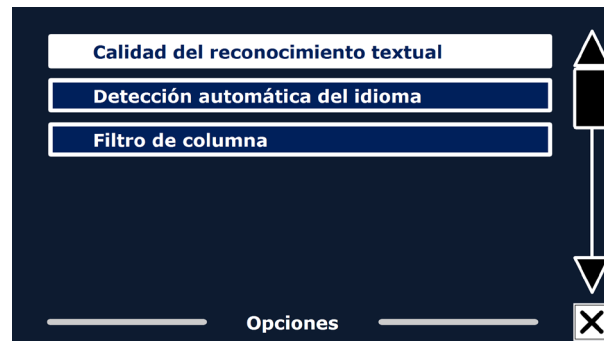 Calidad del reconocimiento textual
Detección automática del idioma
Filtro de columna
Opciones